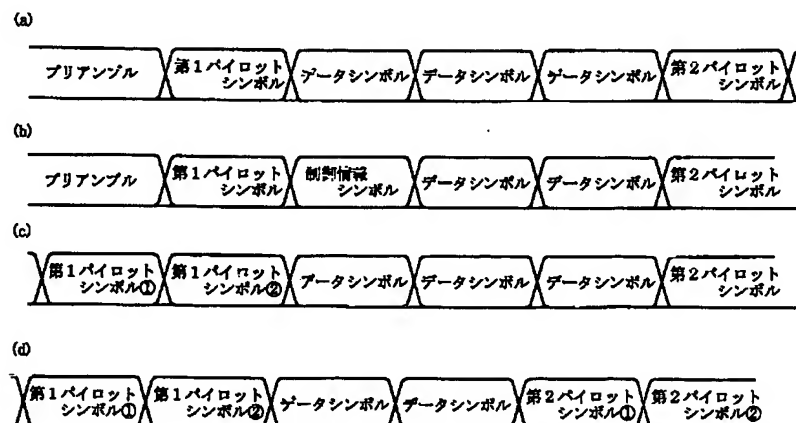 (a)
プリアンブル 第1パイロット データシンボル データシンボル データシンボル 第2パイロット
シンボル シンボル
(b)
プリアンブル 第1パイロット 制御情報 データシンボル データシンボル 第2パイロット
シンボル シンボル シンボル
(c)
第1パイロット 第1パイロット データシンボル データシンボル データシンボル 第2パイロット
シンボル① シンボル② シンボル
(d)
第1パイロット 第1パイロット データシンボル データシンボル 第2パイロット 第2パイロット
シンボル① シンボル② シンボル① シンボル②